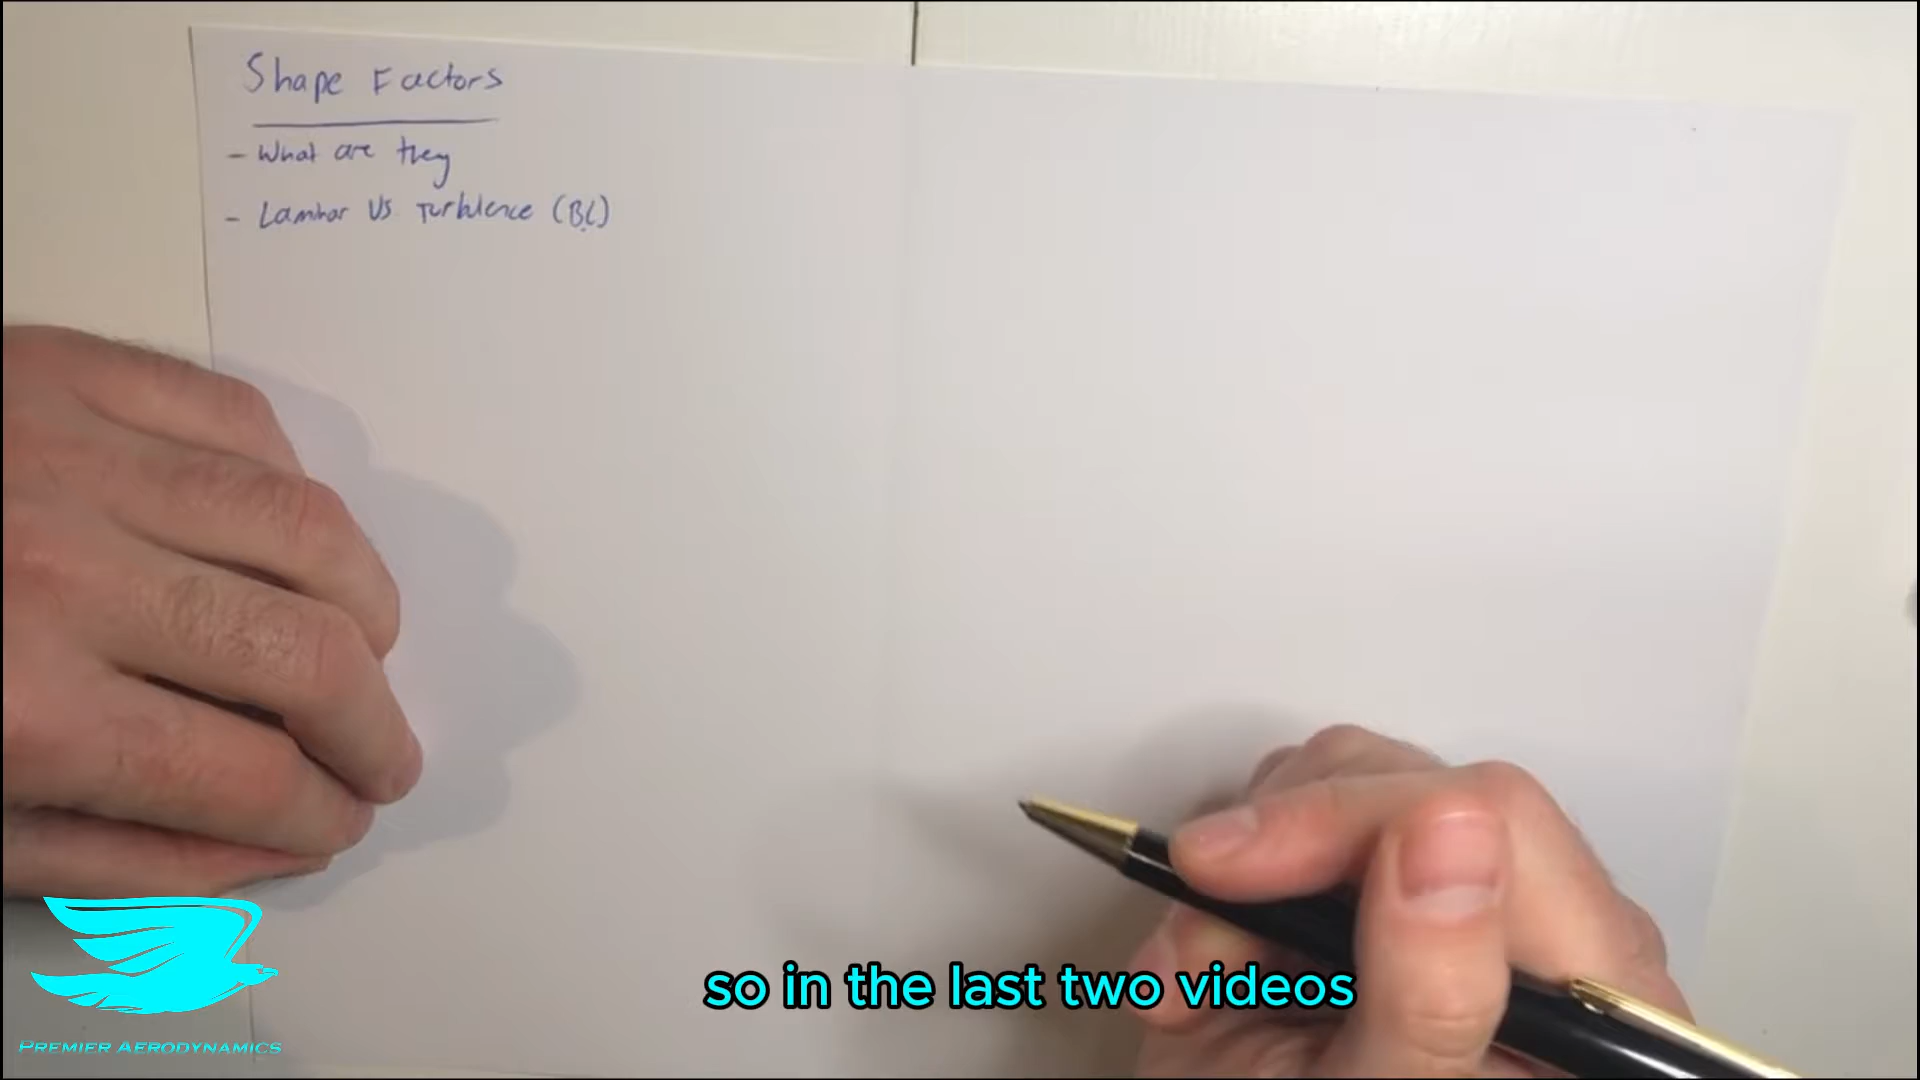 Shape Factors
- What are they
- Laminar VS. Turbulence (BL)
so in the last two videos
PREMIER AERODYNAMICS